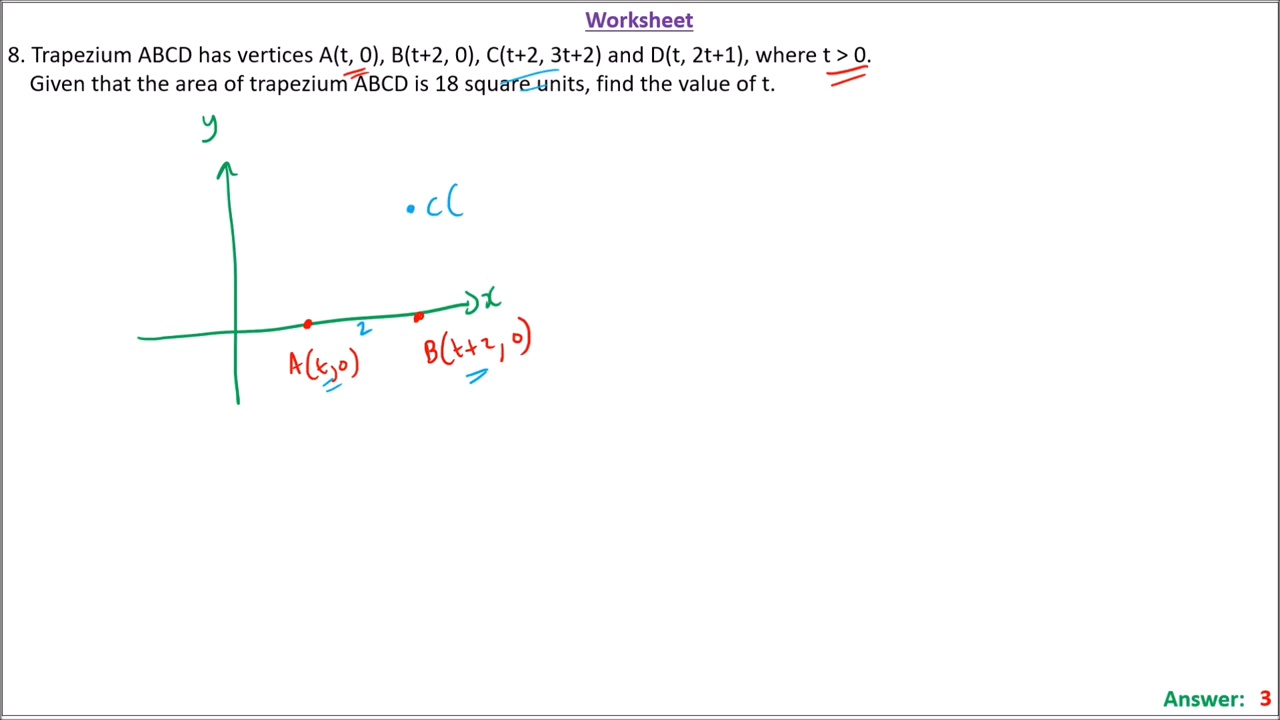 Worksheet
8. Trapezium ABCD has vertices A(t, 0), B(t+2, 0), C(t+2, 3t+2) and D(t, 2t+1), where t > 0.
Given that the area of trapezium ABCD is 18 square units, find the value of t.
y
C(
x
2
A(t,0)
B(t+2, 0)
Answer: 3